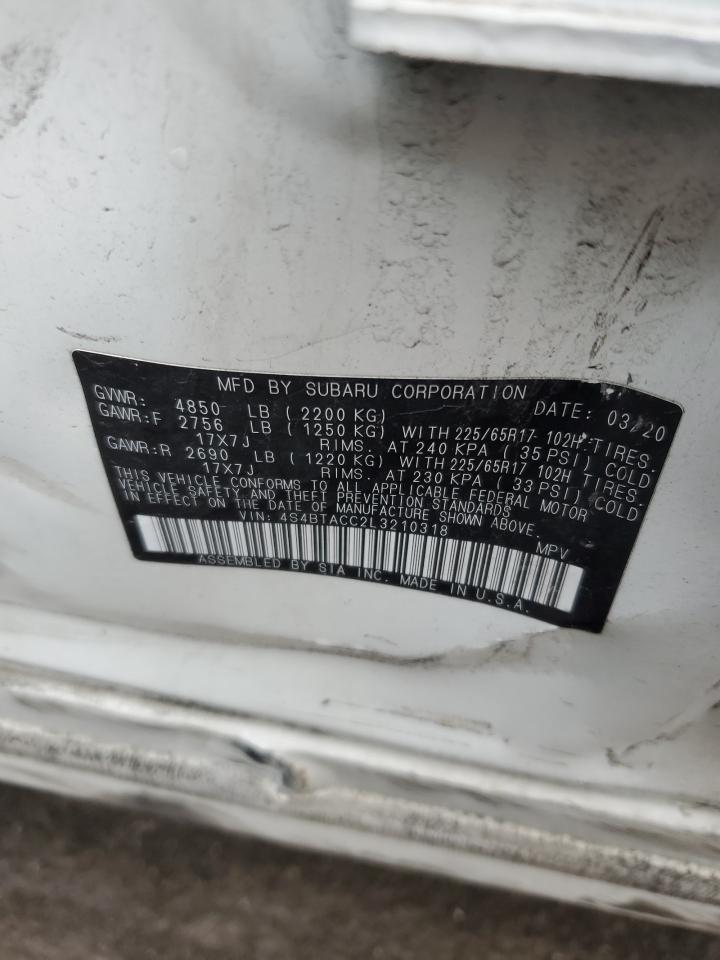 MFD BY SUBARU CORPORATION DATE: 03/20
GVWR: 4850 LB (2200 KG)
GAWR:F 2756 LB (1250 KG) WITH 225/65R17 102H TIRES.
17X7J RIMS. AT 240 KPA (35 PSI) COLD
GAWR:R 2690 LB (1220 KG) WITH 225/65R17 102H TIRES.
17X7J RIMS. AT 230 KPA (33 PSI) COLD
THIS VEHICLE CONFORMS TO ALL APPLICABLE FEDERAL MOTOR
VEHICLE SAFETY AND THEFT PREVENTION STANDARDS
IN EFFECT ON THE DATE OF MANUFACTURE SHOWN ABOVE.
VIN: 4S4BTACC2L3210318 MPV
ASSEMBLED BY SIA INC. MADE IN U.S.A.